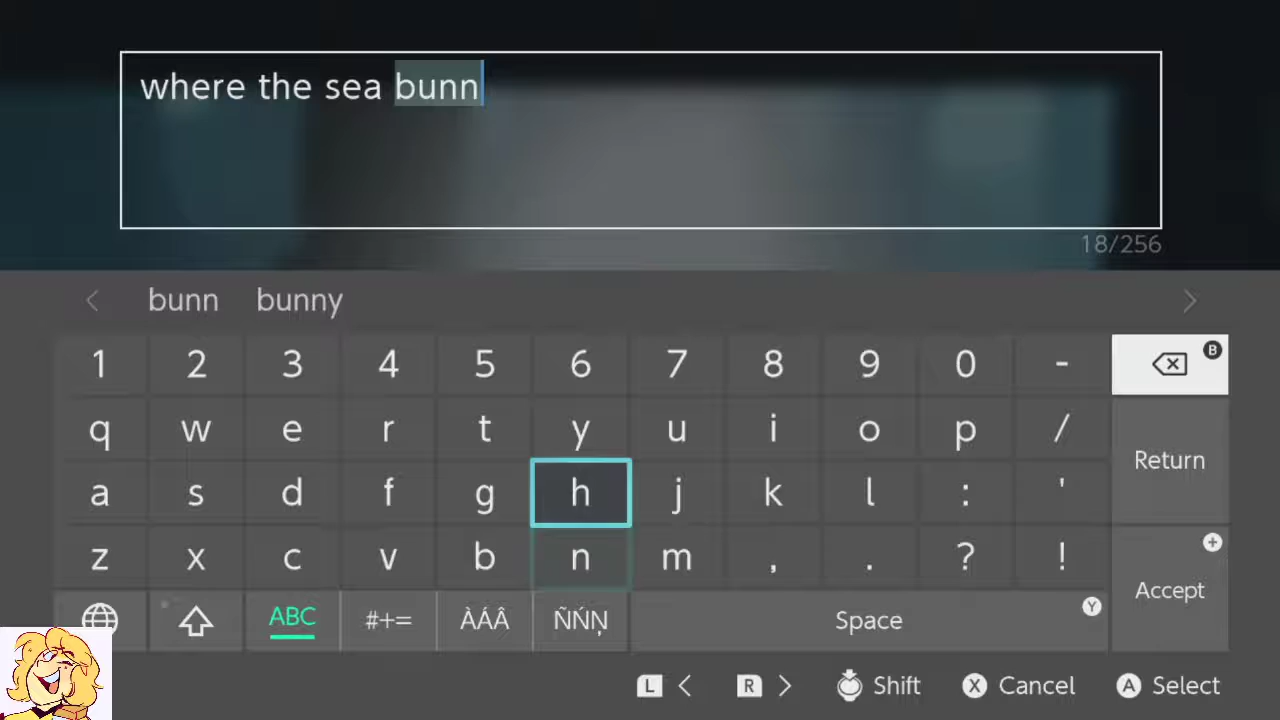 where the sea bunn
18/256
< bunn bunny >
1 2 3 4 5 6 7 8 9 0 - B
q w e r t y u i o p /
Return
a s d f g h j k l : '
z x c v b n m , . ? ! +
Accept
ABC #+= ÀÁÂ ÑŃŅ Space Y
L < R > Shift X Cancel A Select